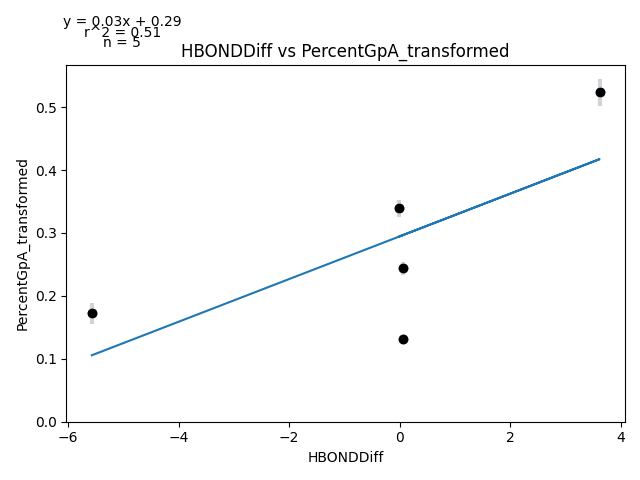 y = 0.03x + 0.29
r^2 = 0.51
n = 5
HBONDDiff vs PercentGpA_transformed
PercentGpA_transformed
0.5
0.4
0.3
0.2
0.1
0.0
−6
−4
−2
0
2
4
HBONDDiff